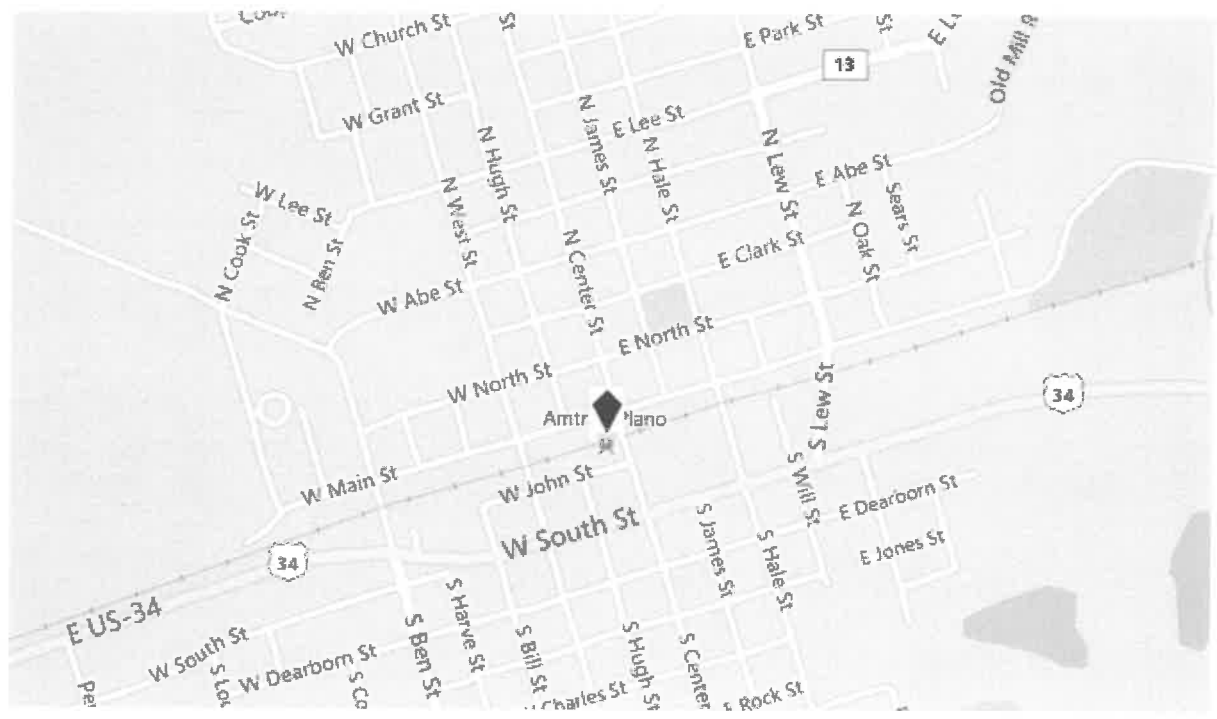 W Church St
St
E Park St
St
13
Old Mill
W Grant St
N James St
E Lee St
N Hugh St
N Hale St
N Lew St
E Abe St
W Lee St
N West St
Sears St
N Oak St
N Cook St
N Ben St
N Center St
E Clark St
W Abe St
E North St
W North St
34
Amtr lano
S Lew St
W Main St
W John St
S Will St
E Dearborn St
W South St
S James St
S Hale St
E Jones St
34
E US-34
S Harve St
W South St
S Ben St
S Bill St
S Hugh St
S Center
W Dearborn St
S Co
Charles St
E Rock St